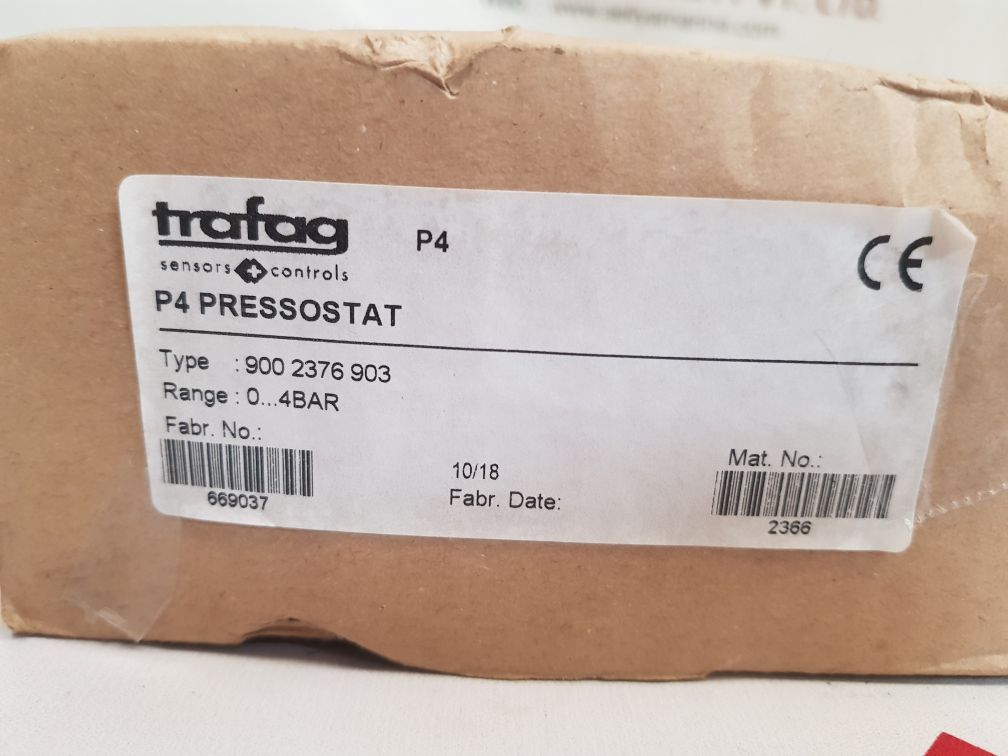 trafag
sensors controls
P4
CE
P4 PRESSOSTAT
Type : 900 2376 903
Range : 0...4BAR
Fabr. No.:
669037
10/18
Fabr. Date:
Mat. No.:
2366